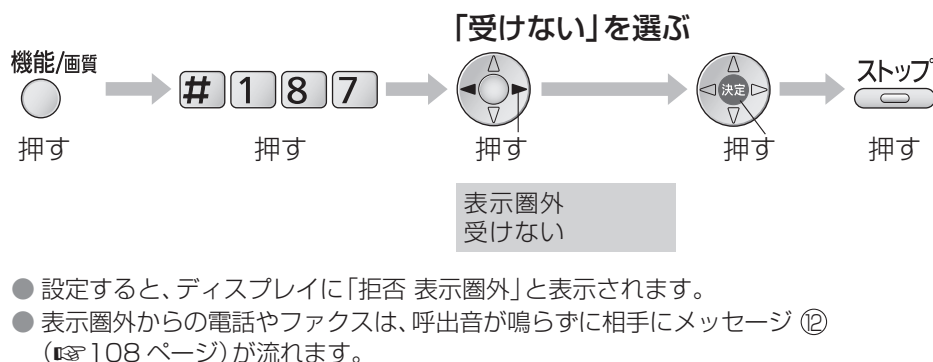 「受けない」を選ぶ
機能/画質
# 1 8 7
決定
ストップ
押す 押す 押す 押す 押す
表示圏外
受けない
● 設定すると、ディスプレイに「拒否 表示圏外」と表示されます。
● 表示圏外からの電話やファクスは、呼出音が鳴らずに相手にメッセージ ⑫
(☞108 ページ)が流れます。